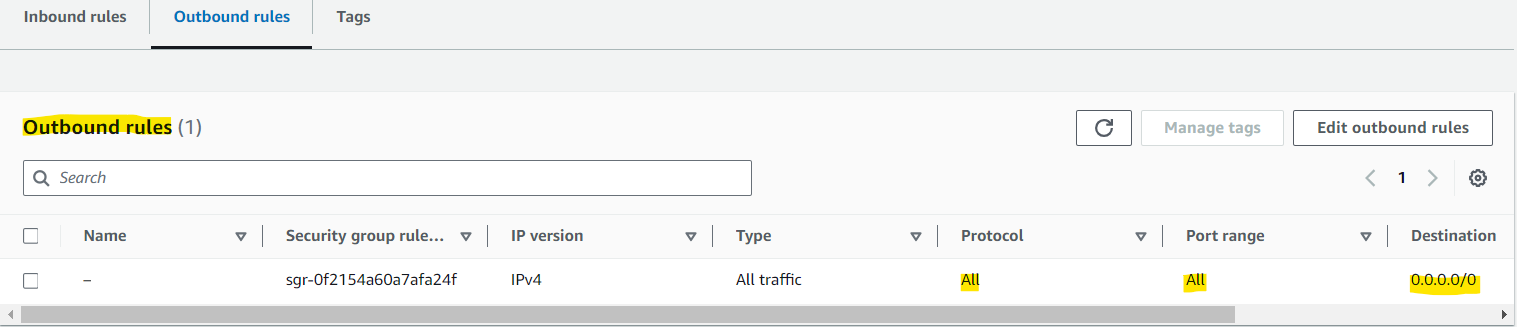 Inbound rules Outbound rules Tags
Outbound rules (1) Manage tags Edit outbound rules
Search 1
Name Security group rule... IP version Type Protocol Port range Destination
– sgr-0f2154a60a7afa24f IPv4 All traffic All All 0.0.0.0/0